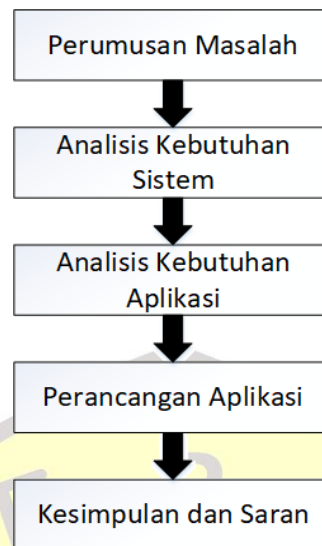 Perumusan Masalah
Analisis Kebutuhan
Sistem
Analisis Kebutuhan
Aplikasi
Perancangan Aplikasi
Kesimpulan dan Saran